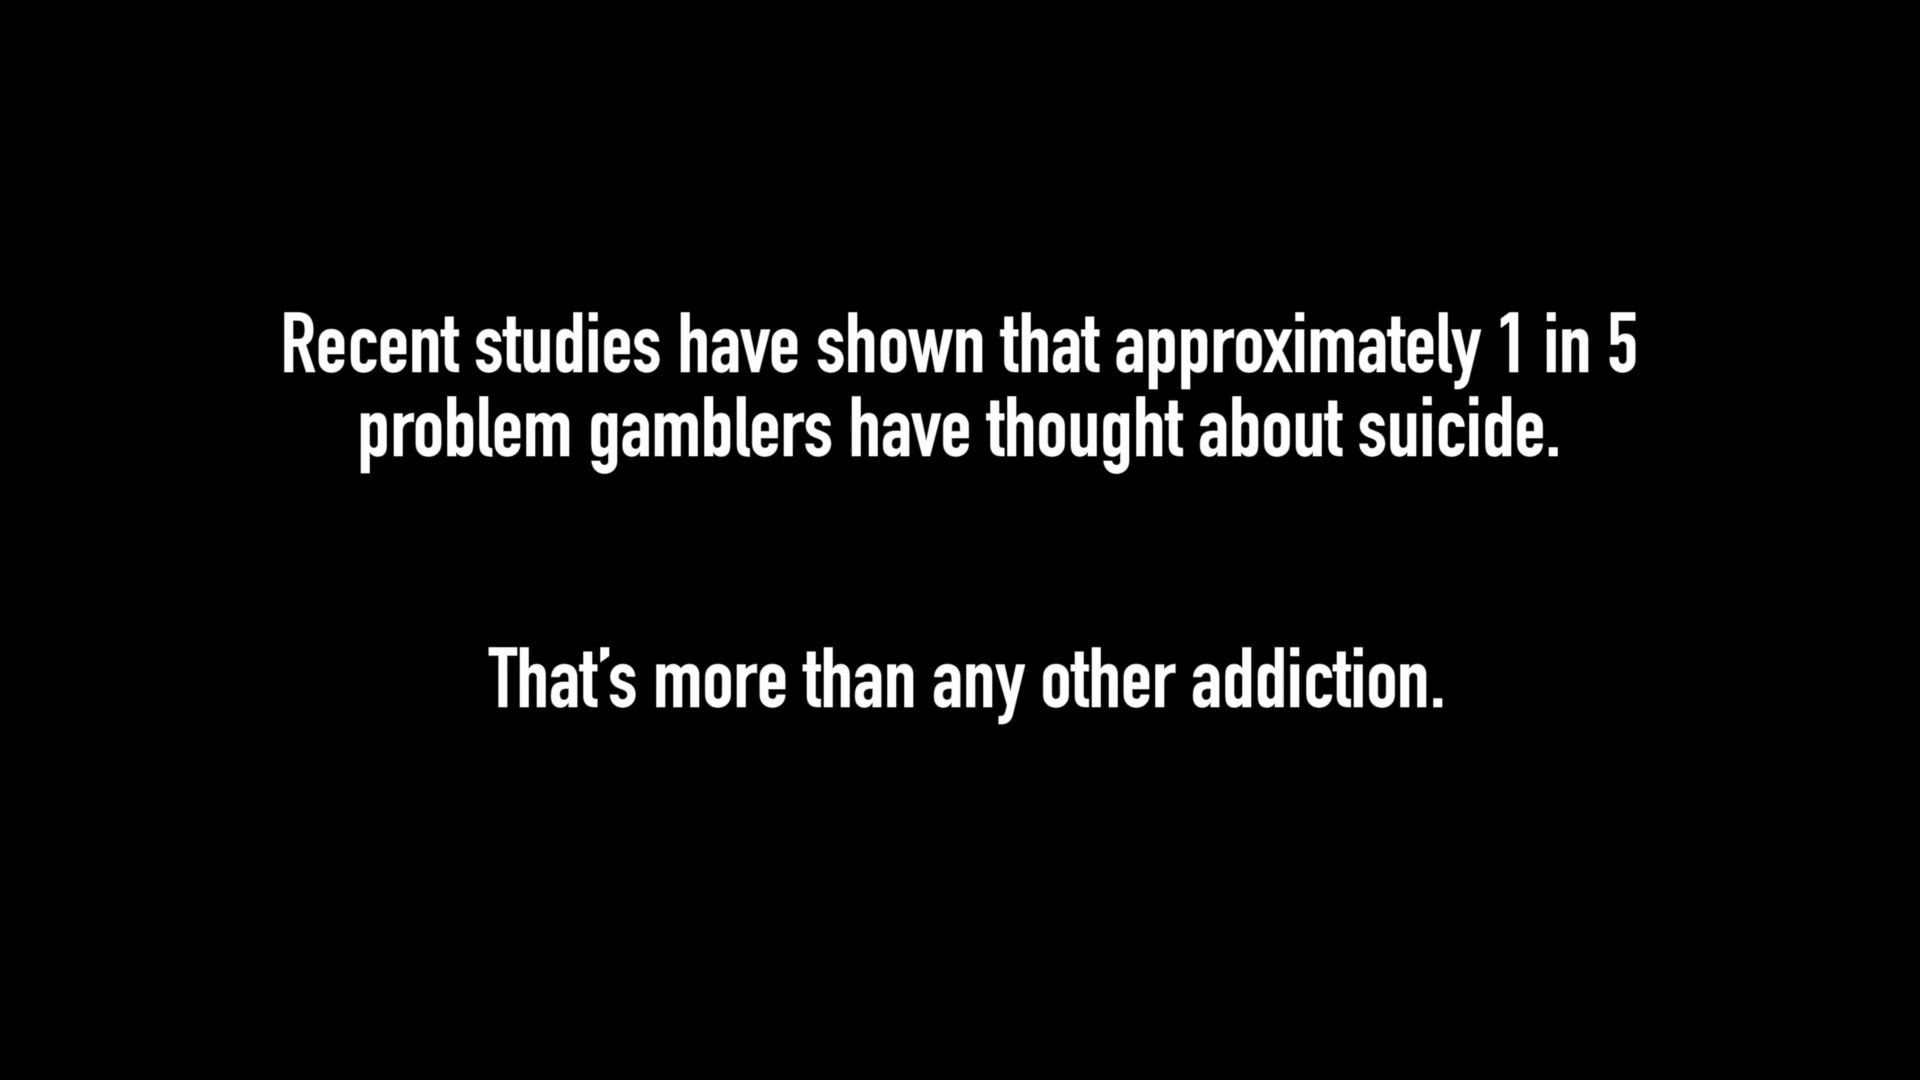 Recent studies have shown that approximately 1 in 5
problem gamblers have thought about suicide.
That’s more than any other addiction.